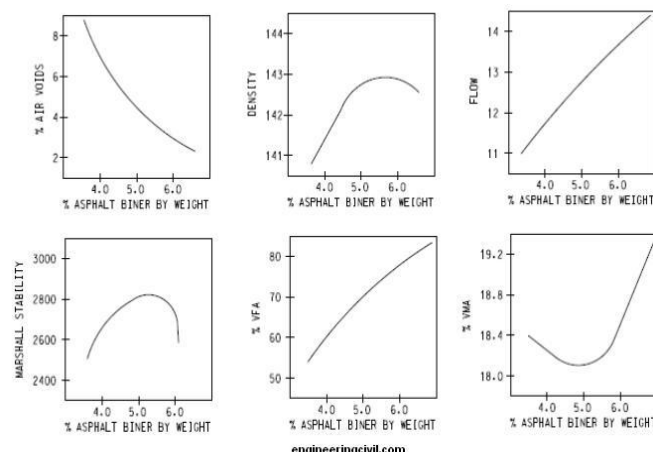 8
6
4
2
% AIR VOIDS
4.0 5.0 6.0
% ASPHALT BINER BY WEIGHT
144
143
142
141
DENSITY
4.0 5.0 6.0
% ASPHALT BINER BY WEIGHT
14
13
12
11
FLOW
4.0 5.0 6.0
% ASPHALT BINER BY WEIGHT
3000
2800
2600
2400
MARSHALL STABILITY
4.0 5.0 6.0
% ASPHALT BINER BY WEIGHT
80
70
60
50
% VFA
4.0 5.0 6.0
% ASPHALT BINER BY WEIGHT
19.2
18.8
18.4
18.0
% VMA
4.0 5.0 6.0
% ASPHALT BINER BY WEIGHT
engineeringcivil.com